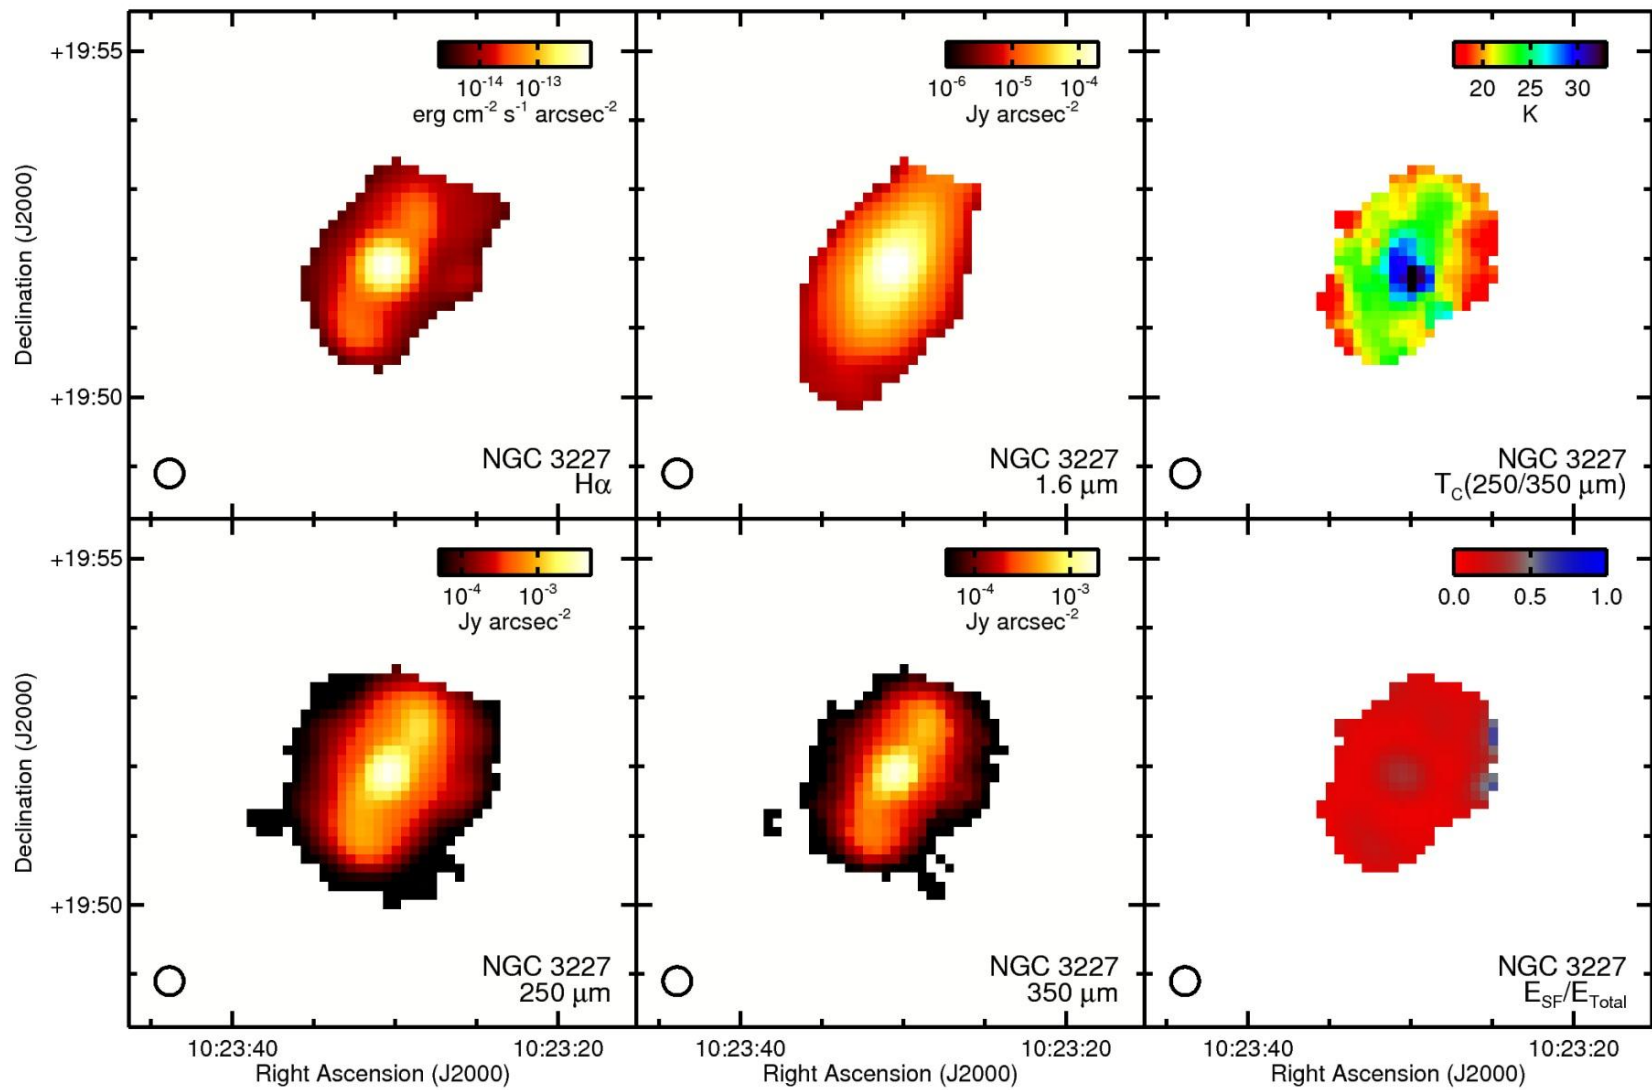 +19:55
10⁻¹⁴ 10⁻¹³
erg cm⁻² s⁻¹ arcsec⁻²
10⁻⁶ 10⁻⁵ 10⁻⁴
Jy arcsec⁻²
20 25 30
K
Declination (J2000)
+19:50
NGC 3227
Hα
NGC 3227
1.6 μm
NGC 3227
T_C(250/350 μm)
+19:55
10⁻⁴ 10⁻³
Jy arcsec⁻²
10⁻⁴ 10⁻³
Jy arcsec⁻²
0.0 0.5 1.0
Declination (J2000)
+19:50
NGC 3227
250 μm
NGC 3227
350 μm
NGC 3227
E_SF/E_Total
10:23:40 10:23:20
Right Ascension (J2000)
10:23:40 10:23:20
Right Ascension (J2000)
10:23:40 10:23:20
Right Ascension (J2000)